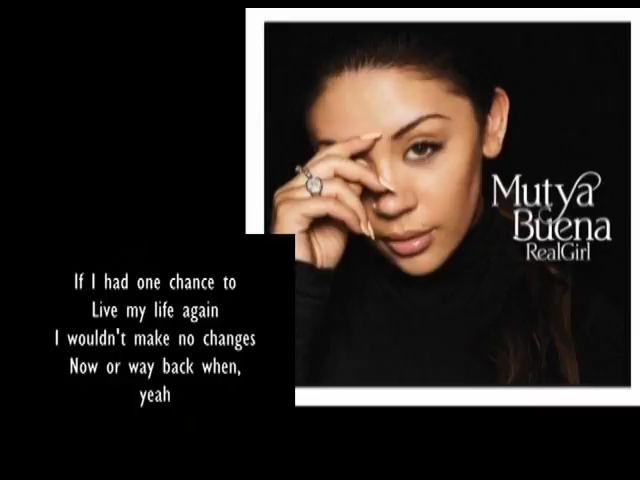 Mutya
Buena
RealGirl
If I had one chance to
Live my life again
I wouldn't make no changes
Now or way back when,
yeah